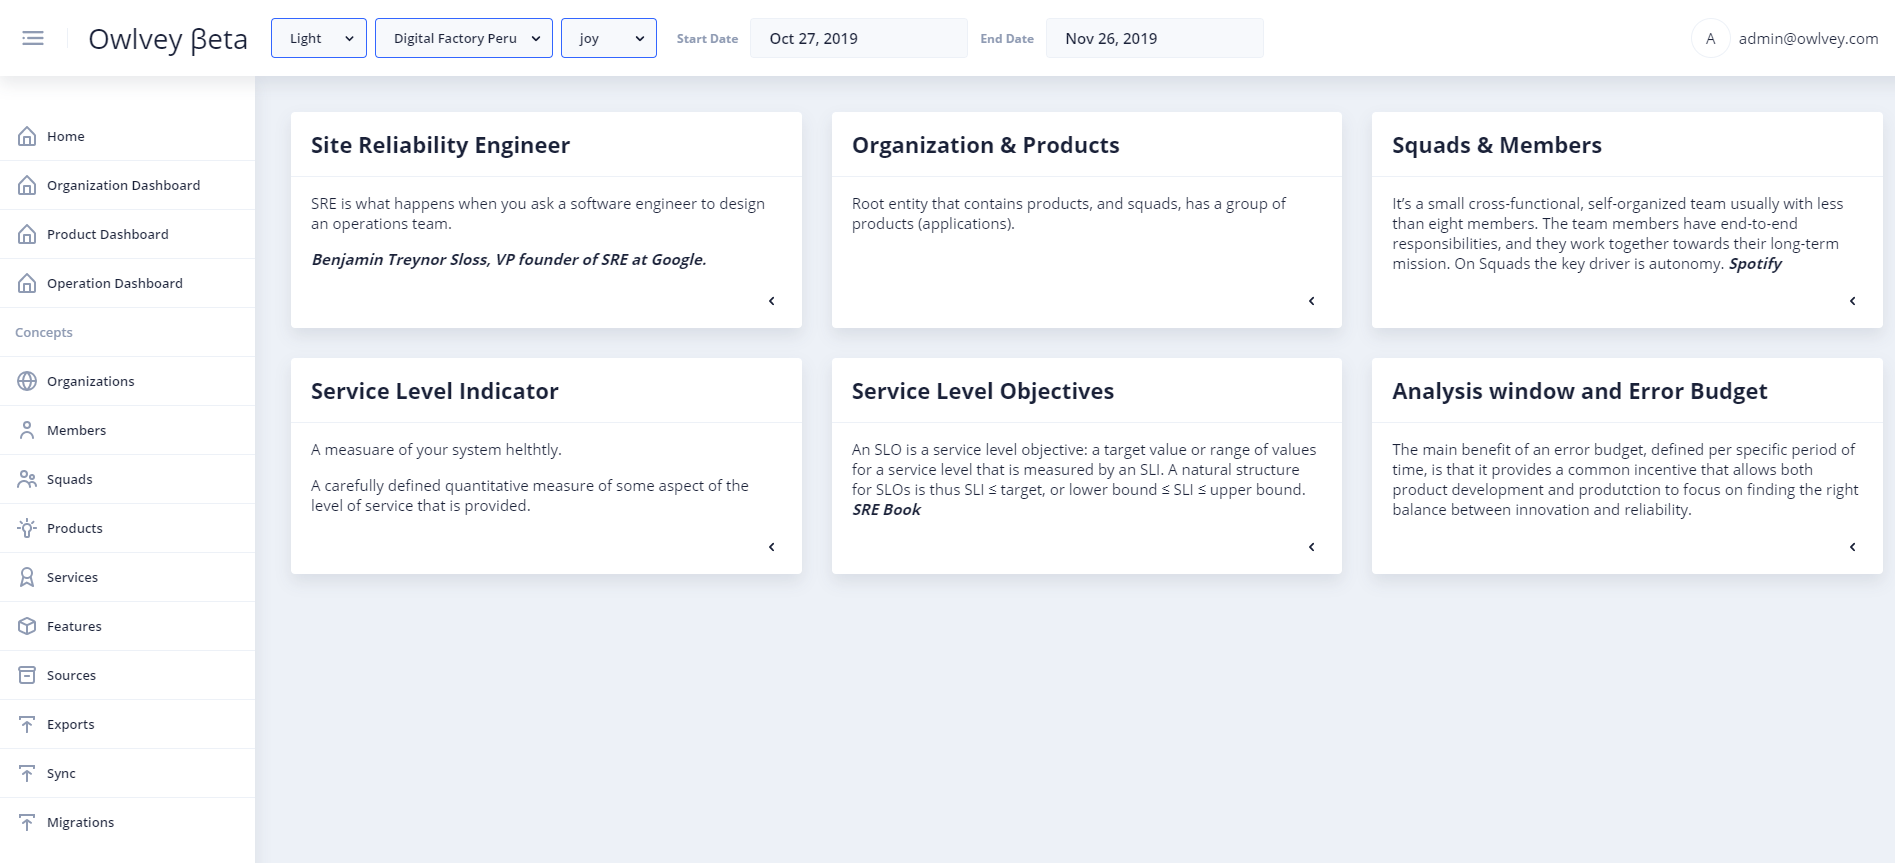 Owlvey βeta
Light
Digital Factory Peru
joy
Start Date
Oct 27, 2019
End Date
Nov 26, 2019
A
admin@owlvey.com
Home
Organization Dashboard
Product Dashboard
Operation Dashboard
Concepts
Organizations
Members
Squads
Products
Services
Features
Sources
Exports
Sync
Migrations
Site Reliability Engineer
SRE is what happens when you ask a software engineer to design
an operations team.
Benjamin Treynor Sloss, VP founder of SRE at Google.
Organization & Products
Root entity that contains products, and squads, has a group of
products (applications).
Squads & Members
It’s a small cross-functional, self-organized team usually with less
than eight members. The team members have end-to-end
responsibilities, and they work together towards their long-term
mission. On Squads the key driver is autonomy. Spotify
Service Level Indicator
A measuare of your system helthtly.
A carefully defined quantitative measure of some aspect of the
level of service that is provided.
Service Level Objectives
An SLO is a service level objective: a target value or range of values
for a service level that is measured by an SLI. A natural structure
for SLOs is thus SLI ≤ target, or lower bound ≤ SLI ≤ upper bound.
SRE Book
Analysis window and Error Budget
The main benefit of an error budget, defined per specific period of
time, is that it provides a common incentive that allows both
product development and produtction to focus on finding the right
balance between innovation and reliability.